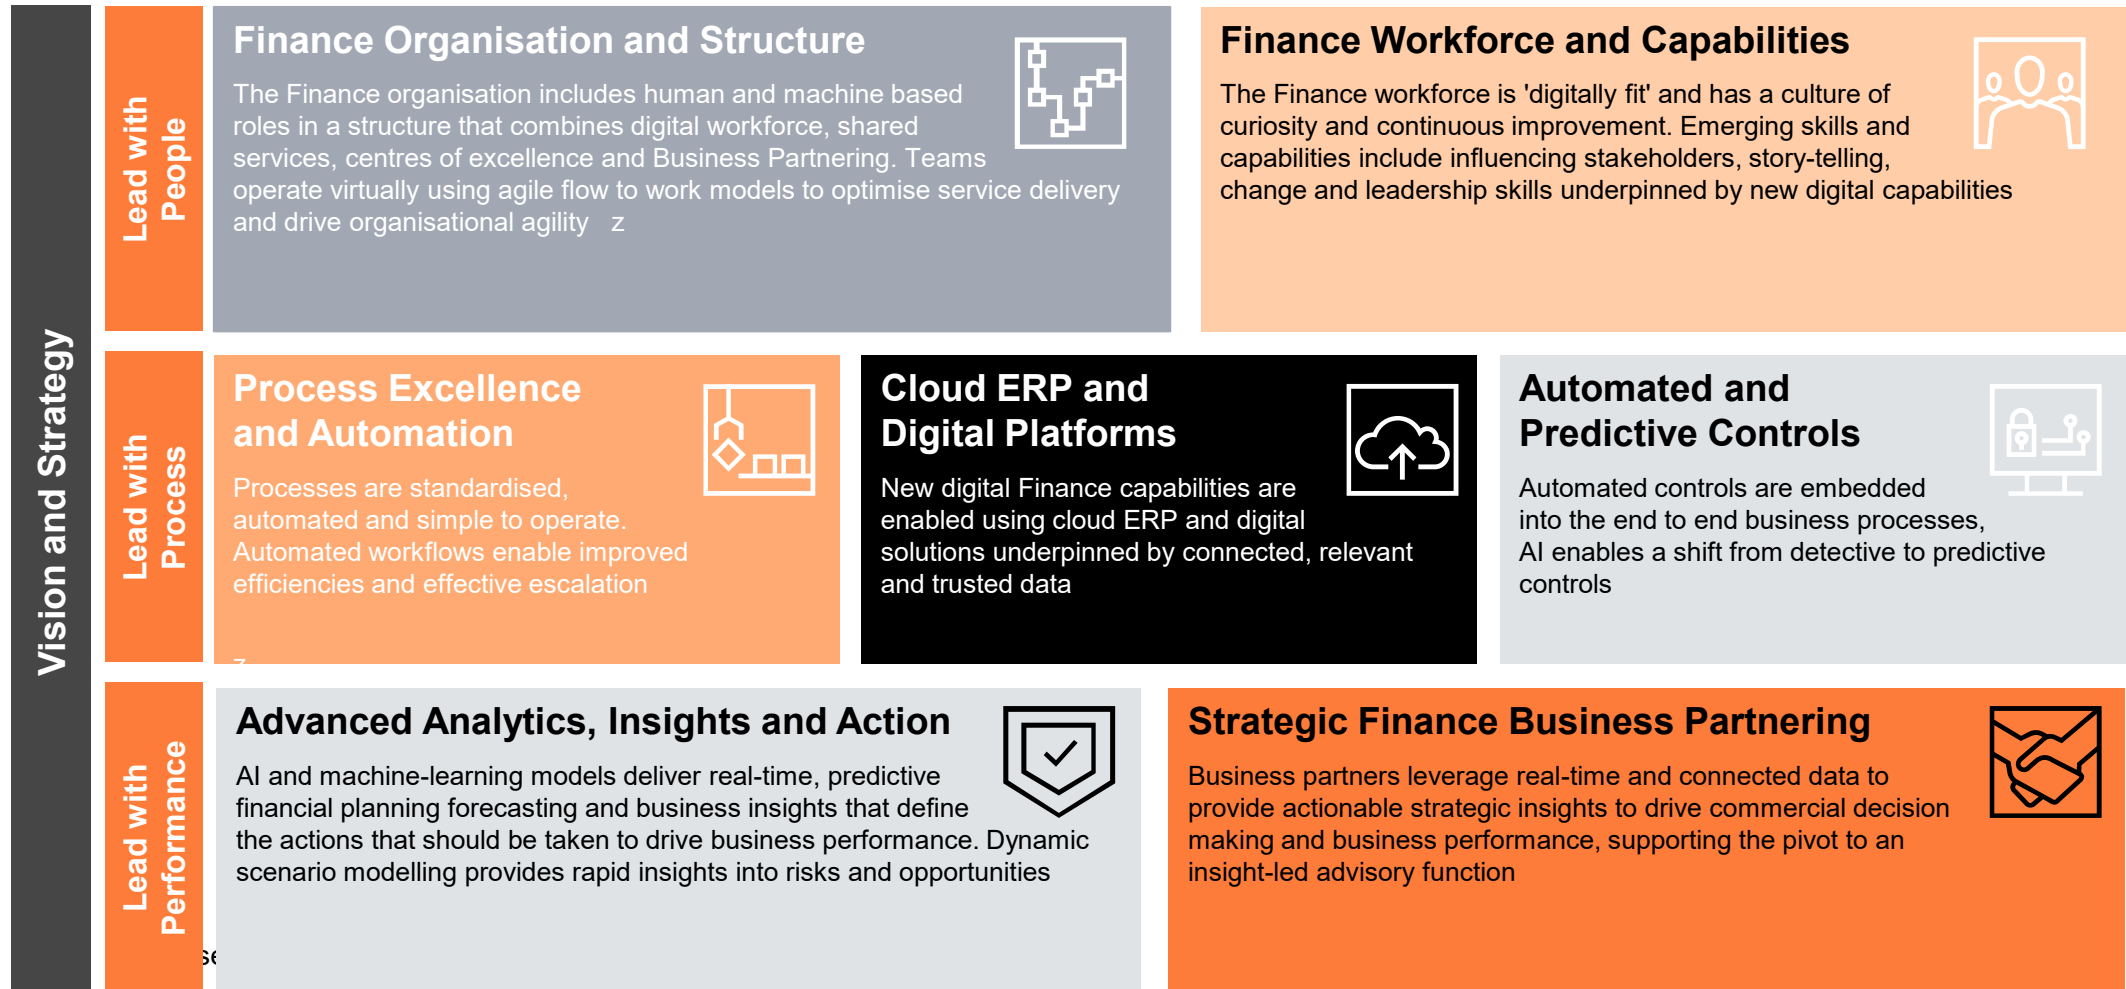 Vision and Strategy
Lead with
People
Finance Organisation and Structure
The Finance organisation includes human and machine based
roles in a structure that combines digital workforce, shared
services, centres of excellence and Business Partnering. Teams
operate virtually using agile flow to work models to optimise service delivery
and drive organisational agility z
Finance Workforce and Capabilities
The Finance workforce is 'digitally fit' and has a culture of
curiosity and continuous improvement. Emerging skills and
capabilities include influencing stakeholders, story-telling,
change and leadership skills underpinned by new digital capabilities
Lead with
Process
Process Excellence
and Automation
Processes are standardised,
automated and simple to operate.
Automated workflows enable improved
efficiencies and effective escalation
z
Cloud ERP and
Digital Platforms
New digital Finance capabilities are
enabled using cloud ERP and digital
solutions underpinned by connected, relevant
and trusted data
Automated and
Predictive Controls
Automated controls are embedded
into the end to end business processes,
AI enables a shift from detective to predictive
controls
Lead with
Performance
Advanced Analytics, Insights and Action
AI and machine-learning models deliver real-time, predictive
financial planning forecasting and business insights that define
the actions that should be taken to drive business performance. Dynamic
scenario modelling provides rapid insights into risks and opportunities
Strategic Finance Business Partnering
Business partners leverage real-time and connected data to
provide actionable strategic insights to drive commercial decision
making and business performance, supporting the pivot to an
insight-led advisory function